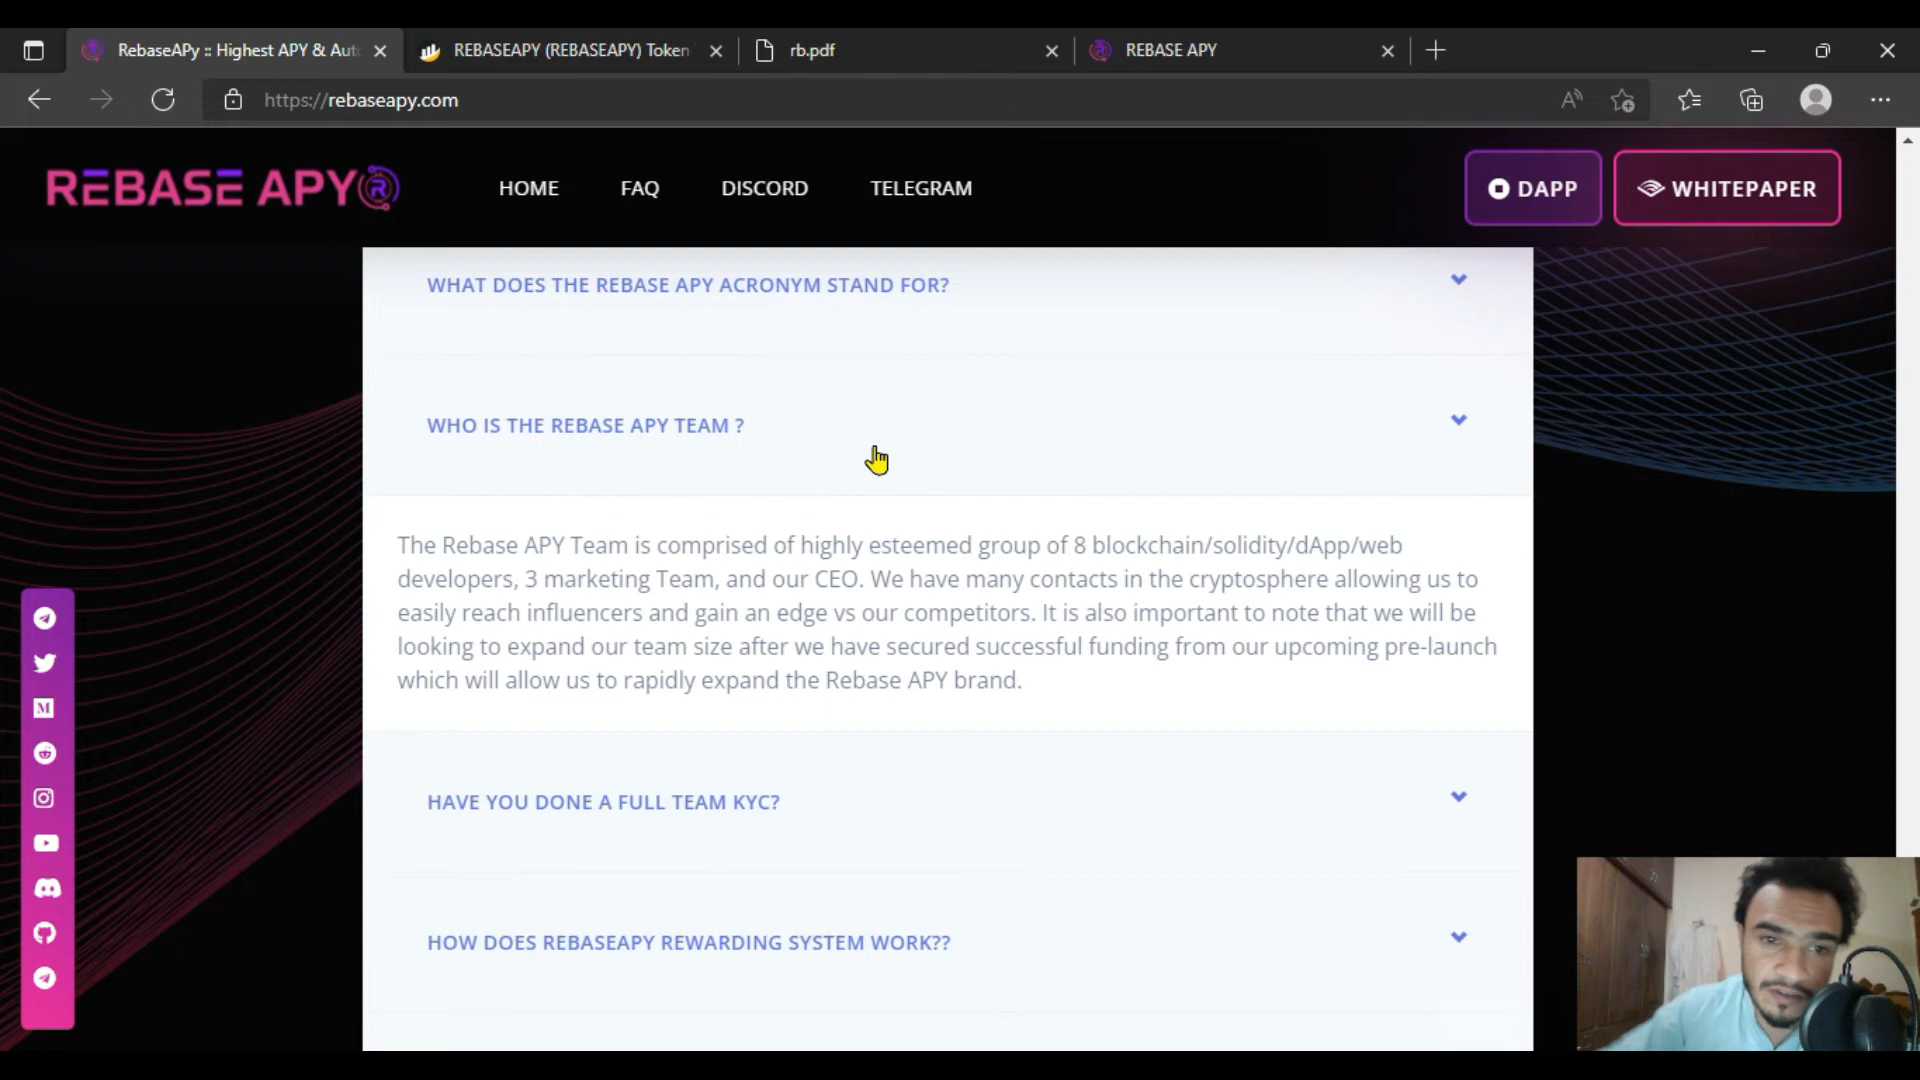 RebaseAPy :: Highest APY & Aut
REBASEAPY (REBASEAPY) Token
rb.pdf
REBASE APY
https://rebaseapy.com
REBASE APY
HOME
FAQ
DISCORD
TELEGRAM
DAPP
WHITEPAPER
WHAT DOES THE REBASE APY ACRONYM STAND FOR?
WHO IS THE REBASE APY TEAM ?
The Rebase APY Team is comprised of highly esteemed group of 8 blockchain/solidity/dApp/web
developers, 3 marketing Team, and our CEO. We have many contacts in the cryptosphere allowing us to
easily reach influencers and gain an edge vs our competitors. It is also important to note that we will be
looking to expand our team size after we have secured successful funding from our upcoming pre-launch
which will allow us to rapidly expand the Rebase APY brand.
HAVE YOU DONE A FULL TEAM KYC?
HOW DOES REBASEAPY REWARDING SYSTEM WORK??